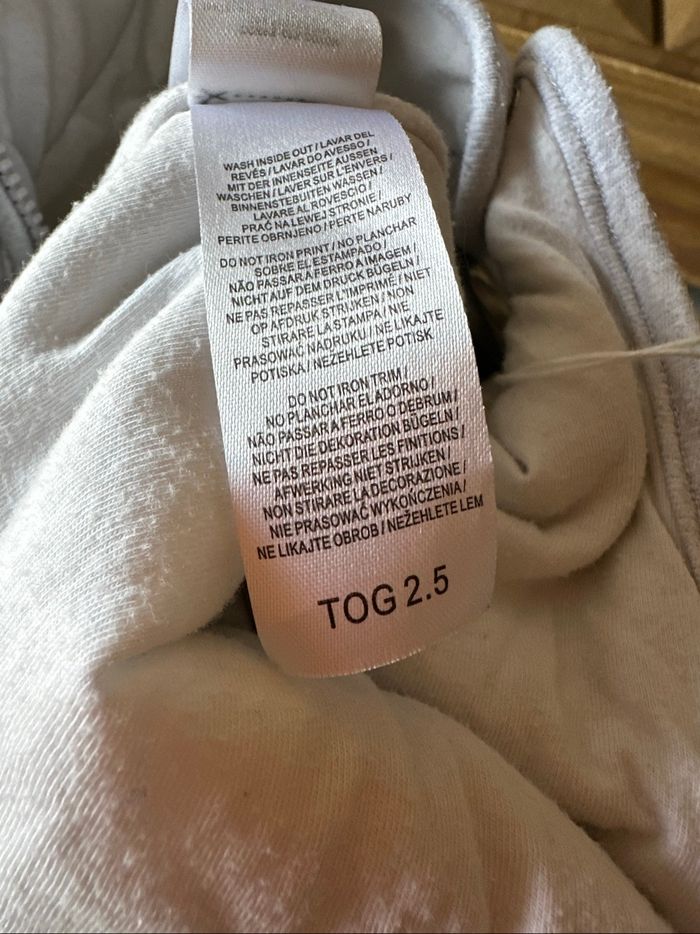 WASH INSIDE OUT / LAVAR DEL
REVÉS / LAVAR DO AVESSO /
MIT DER INNENSEITE AUSSEN
WASCHEN / LAVER SUR L'ENVERS /
BINNENSTEBUITEN WASSEN /
LAVARE AL ROVESCIO /
PRAĆ NA LEWEJ STRONIE /
PERITE OBRNJENO / PERTE NARUBY
DO NOT IRON PRINT / NO PLANCHAR
SOBRE EL ESTAMPADO /
NÃO PASSAR A FERRO A IMAGEM /
NICHT AUF DEM DRUCK BÜGELN /
NE PAS REPASSER L'IMPRIMÉ / NIET
OP AFDRUK STRIJKEN / NON
STIRARE LA STAMPA / NIE
PRASOWAĆ NADRUKU / NE LIKAJTE
POTISKA / NEŽEHLETE POTISK
DO NOT IRON TRIM /
NO PLANCHAR EL ADORNO /
NÃO PASSAR A FERRO O DEBRUM /
NICHT DIE DEKORATION BÜGELN /
NE PAS REPASSER LES FINITIONS /
AFWERKING NIET STRIJKEN /
NON STIRARE LA DECORAZIONE /
NIE PRASOWAĆ WYKOŃCZENIA /
NE LIKAJTE OBROB / NEŽEHLETE LEM
TOG 2.5